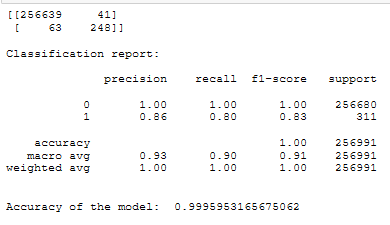 [[256639     41]
 [    63    248]]

Classification report:

              precision    recall  f1-score   support

           0       1.00      1.00      1.00    256680
           1       0.86      0.80      0.83       311

    accuracy                           1.00    256991
   macro avg       0.93      0.90      0.91    256991
weighted avg       1.00      1.00      1.00    256991

Accuracy of the model:  0.9995953165675062